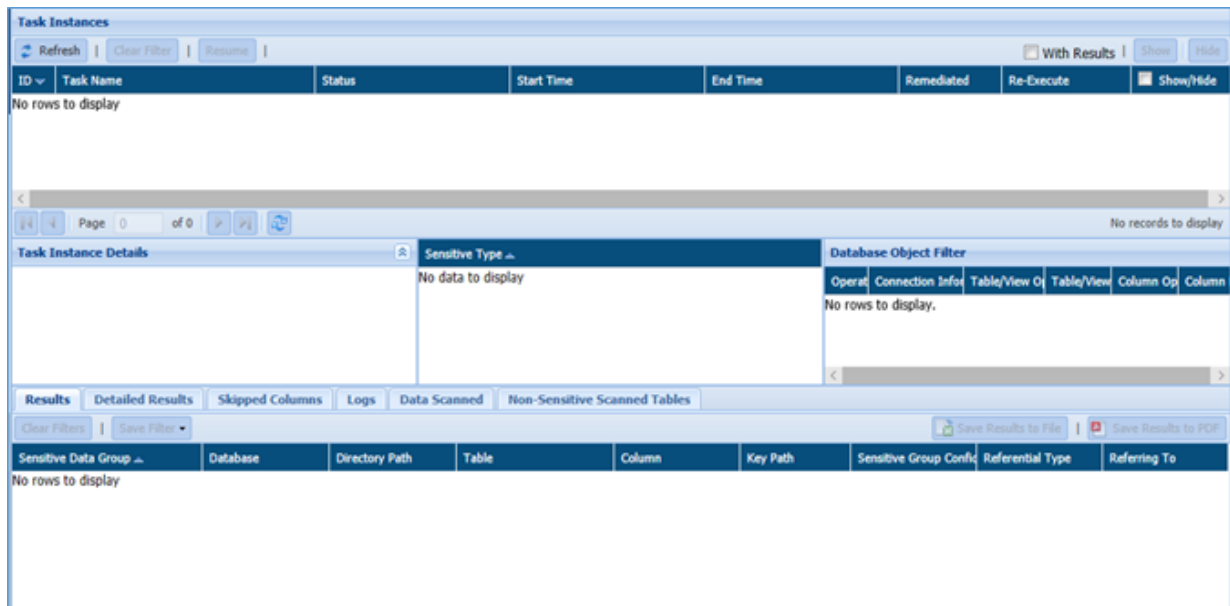 Task Instances
Refresh | Clear Filter | Resume | With Results | Show Hide
ID Task Name Status Start Time End Time Remediated Re-Execute Show/Hide
No rows to display
Page 0 of 0 No records to display
Task Instance Details Sensitive Type Database Object Filter
No data to display Operat Connection Infor Table/View O Table/View Column Op Column
No rows to display.
Results Detailed Results Skipped Columns Logs Data Scanned Non-Sensitive Scanned Tables
Clear Filters | Save Filter Save Results to File | Save Results to PDF
Sensitive Data Group Database Directory Path Table Column Key Path Sensitive Group Confid Referential Type Referring To
No rows to display